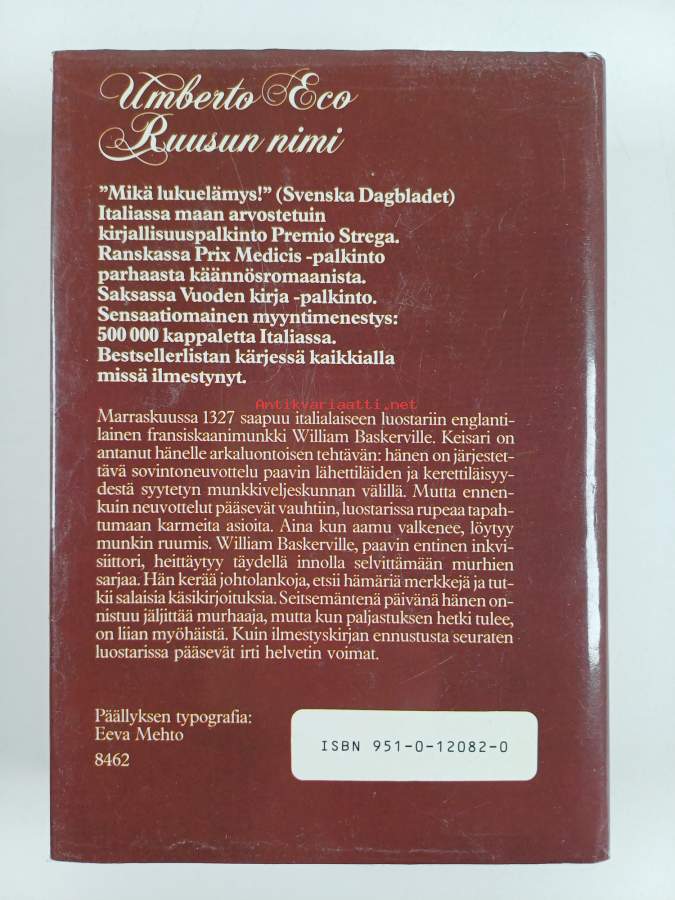 Umberto Eco
Ruusun nimi
”Mikä lukuelämys!” (Svenska Dagbladet)
Italiassa maan arvostetuin
kirjallisuuspalkinto Premio Strega.
Ranskassa Prix Medicis -palkinto
parhaasta käännösromaanista.
Saksassa Vuoden kirja -palkinto.
Sensaatiomainen myyntimenestys:
500 000 kappaletta Italiassa.
Bestsellerlistan kärjessä kaikkialla
missä ilmestynyt.
Antikvariaatti.net
Marraskuussa 1327 saapuu italialaiseen luostariin englanti-
lainen fransiskaanimunkki William Baskerville. Keisari on
antanut hänelle arkaluontoisen tehtävän: hänen on järjestet-
tävä sovintoneuvottelu paavin lähettiläiden ja kerettiläisyy-
destä syytetyn munkkiveljeskunnan välillä. Mutta ennen-
kuin neuvottelut pääsevät vauhtiin, luostarissa rupeaa tapah-
tumaan karmeita asioita. Aina kun aamu valkenee, löytyy
munkin ruumis. William Baskerville, paavin entinen inkvi-
siittori, heittäytyy täydellä innolla selvittämään murhien
sarjaa. Hän kerää johtolankoja, etsii hämäriä merkkejä ja tut-
kii salaisia käsikirjoituksia. Seitsemäntenä päivänä hänen on-
nistuu jäljittää murhaaja, mutta kun paljastuksen hetki tulee,
on liian myöhäistä. Kuin ilmestyskirjan ennustusta seuraten
luostarissa pääsevät irti helvetin voimat.
Päällyksen typografia:
Eeva Mehto
8462
ISBN 951-0-12082-0